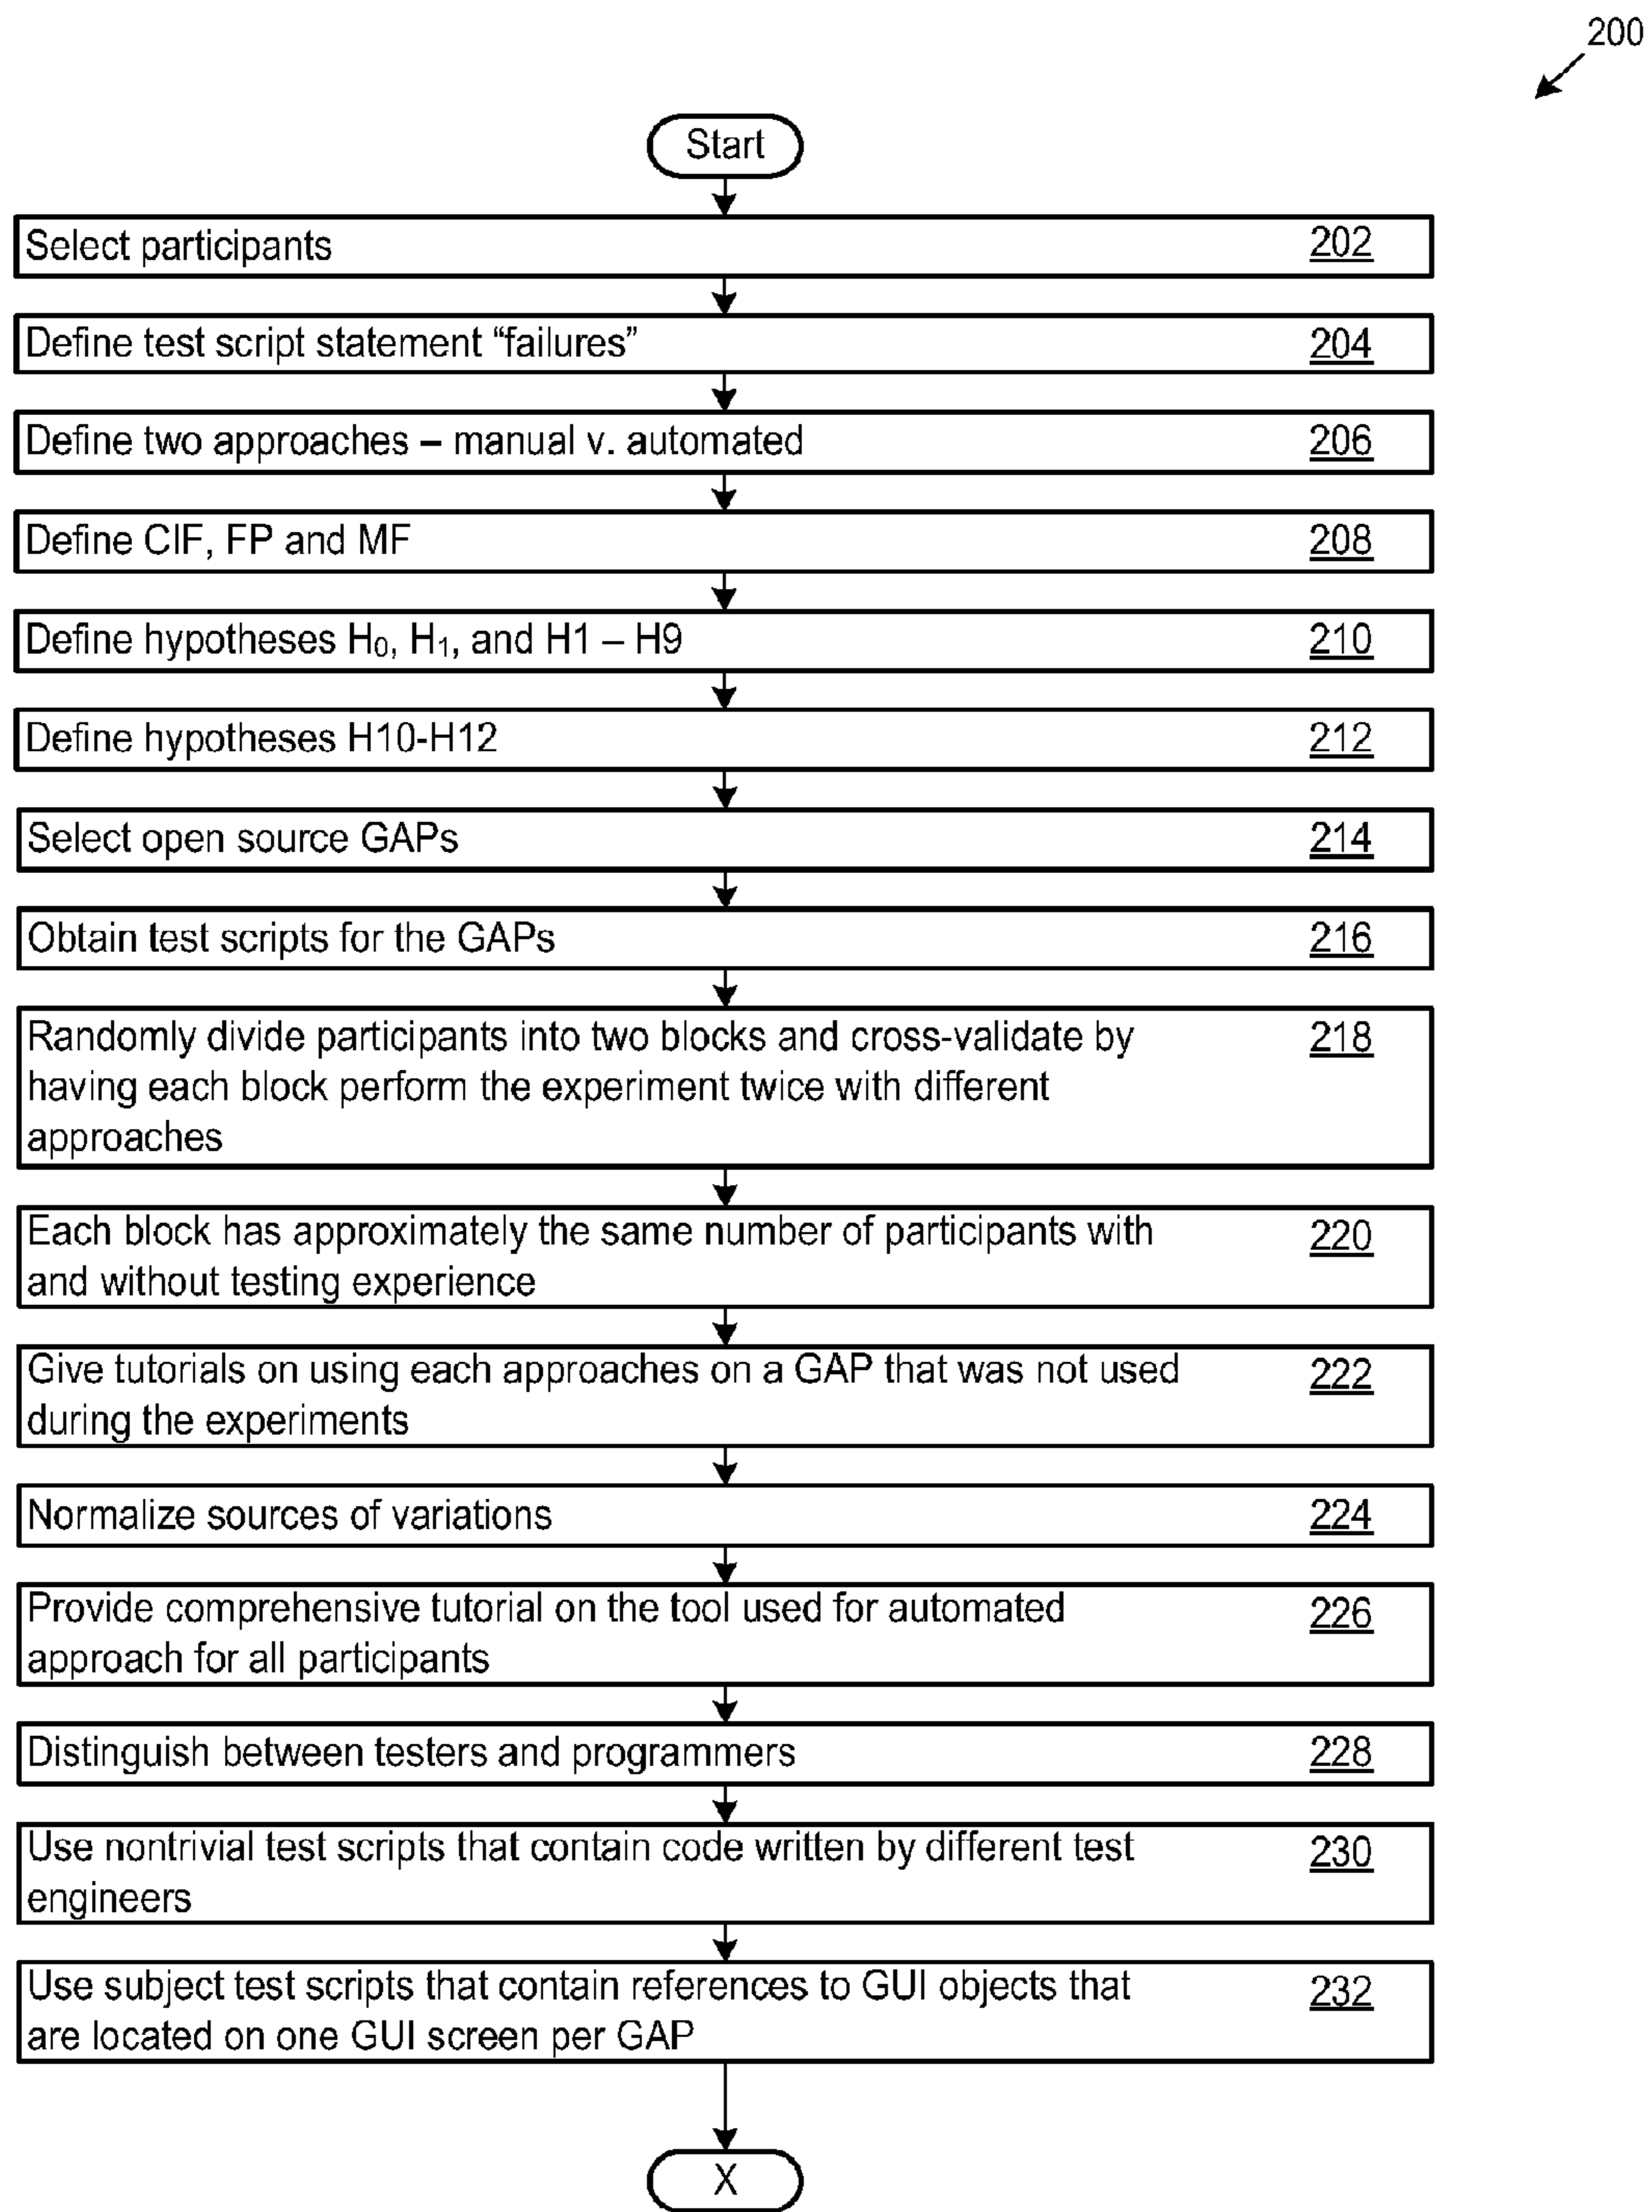 200
Start
Select participants 202
Define test script statement “failures” 204
Define two approaches – manual v. automated 206
Define CIF, FP and MF 208
Define hypotheses H₀, H₁, and H1 – H9 210
Define hypotheses H10-H12 212
Select open source GAPs 214
Obtain test scripts for the GAPs 216
Randomly divide participants into two blocks and cross-validate by 218
having each block perform the experiment twice with different
approaches
Each block has approximately the same number of participants with 220
and without testing experience
Give tutorials on using each approaches on a GAP that was not used 222
during the experiments
Normalize sources of variations 224
Provide comprehensive tutorial on the tool used for automated 226
approach for all participants
Distinguish between testers and programmers 228
Use nontrivial test scripts that contain code written by different test 230
engineers
Use subject test scripts that contain references to GUI objects that 232
are located on one GUI screen per GAP
X